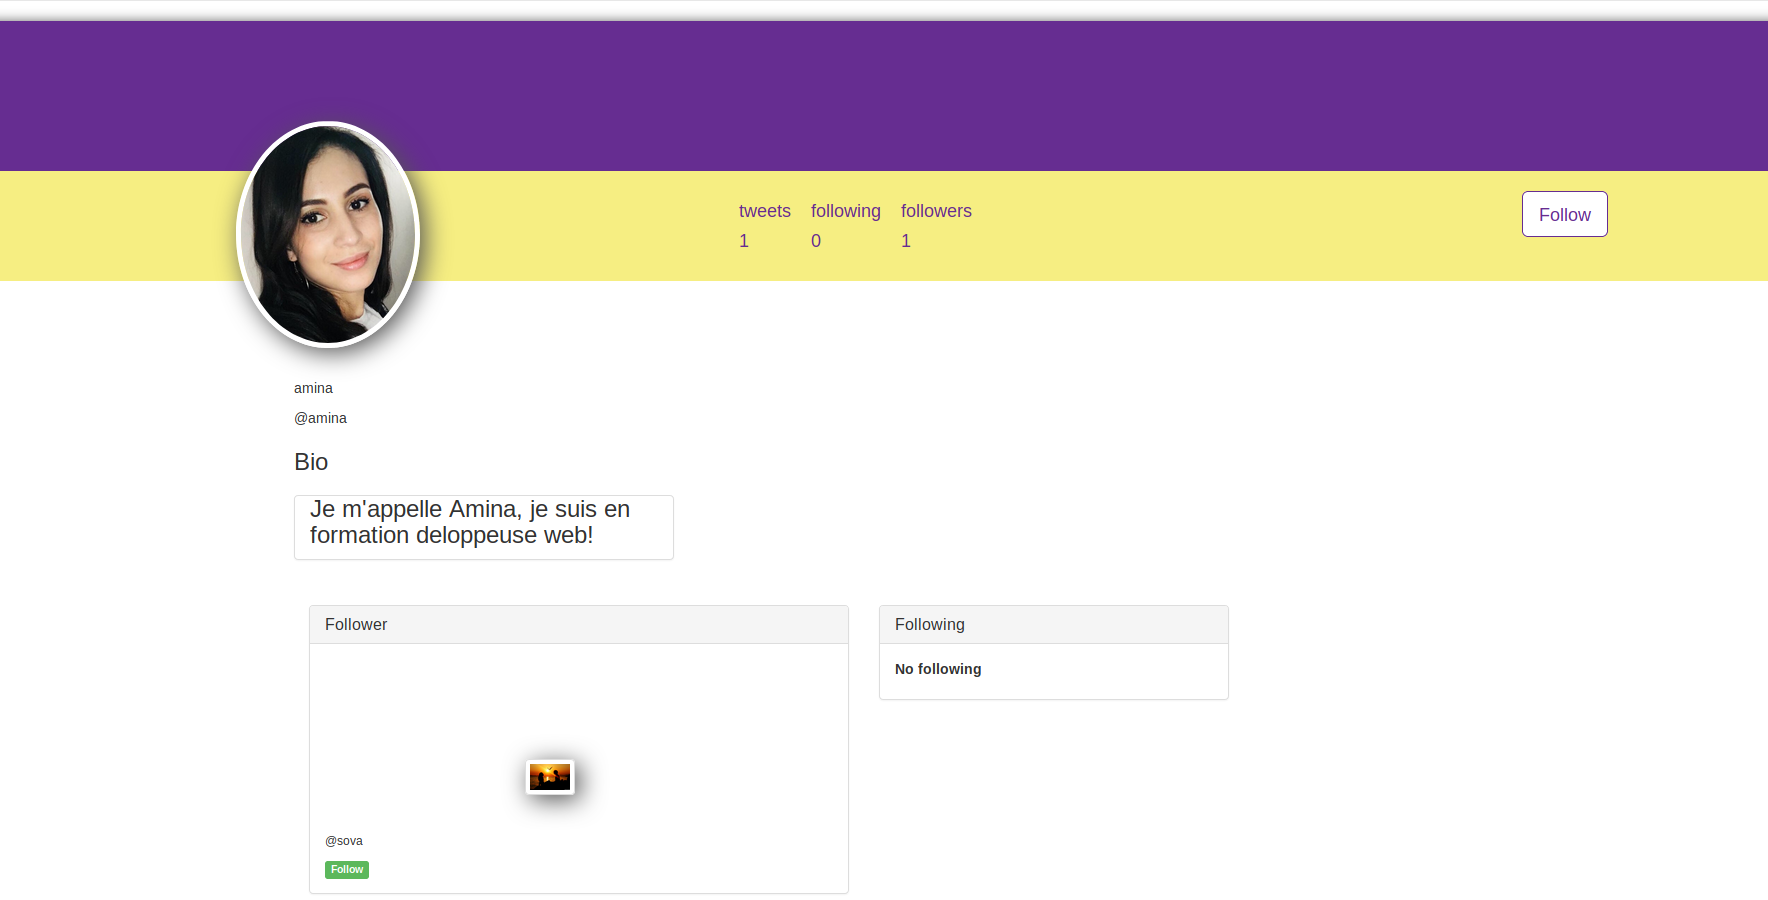 tweets following followers
1 0 1
Follow
amina
@amina
Bio
Je m'appelle Amina, je suis en
formation deloppeuse web!
Follower
@sova
Follow
Following
No following